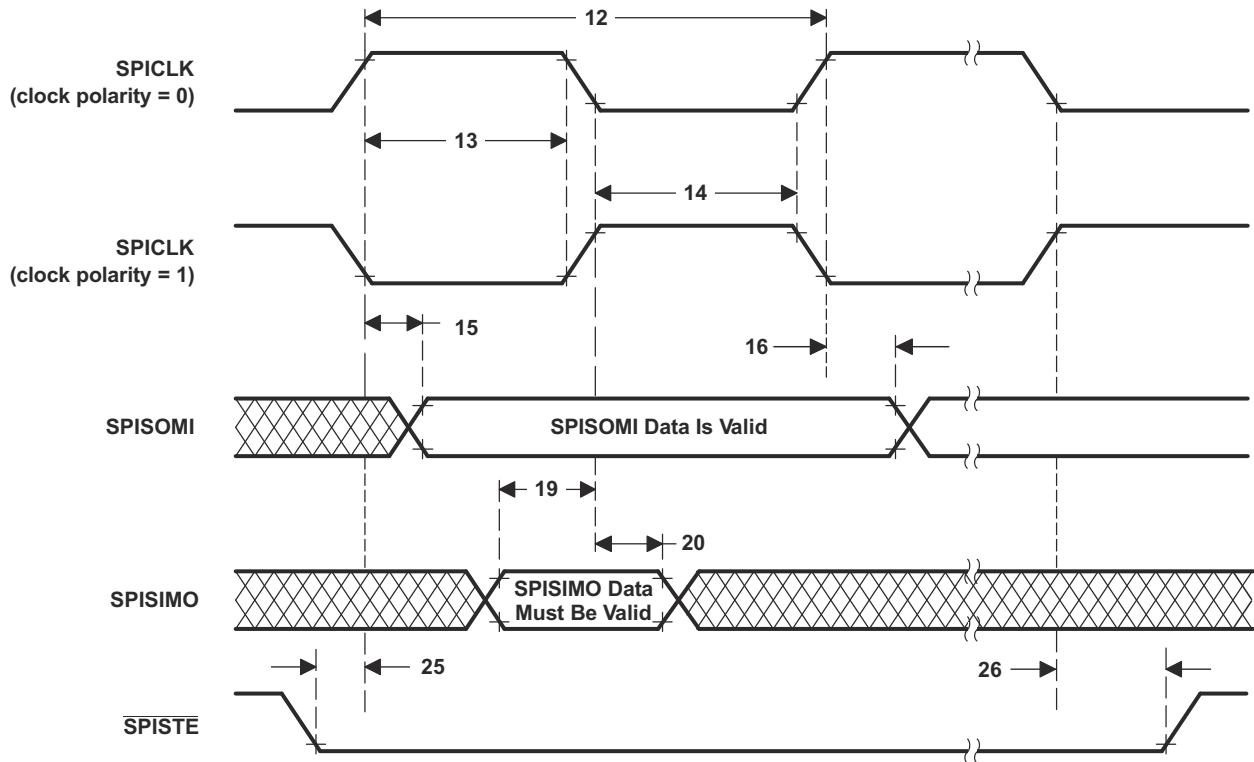 12
SPICLK
(clock polarity = 0)
13
14
SPICLK
(clock polarity = 1)
15
16
SPISOMI
SPISOMI Data Is Valid
19
20
SPISIMO
SPISIMO Data
Must Be Valid
25
26
SPISTE